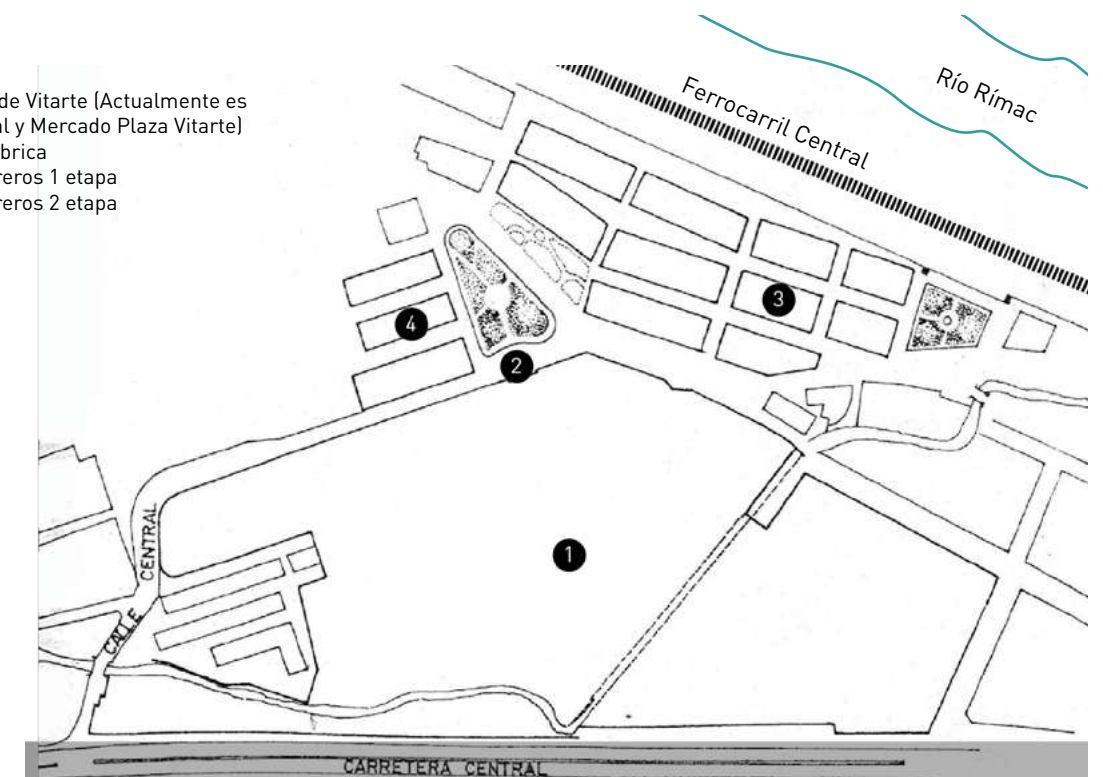 de Vitarte (Actualmente es
al y Mercado Plaza Vitarte)
ábrica
reros 1 etapa
reros 2 etapa
Río Rímac
Ferrocarril Central
3
4
2
1
CALLE CENTRAL
CARRETERA CENTRAL